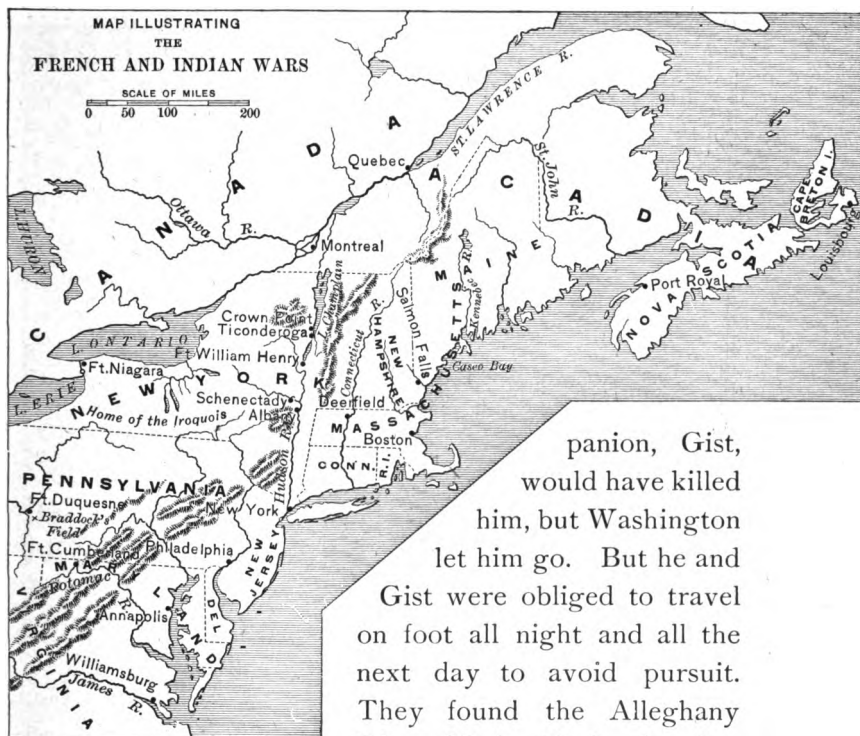 MAP ILLUSTRATING
THE
FRENCH AND INDIAN WARS
SCALE OF MILES
0 25 50 100 200
CANADA
ST. LAWRENCE R.
Quebec
ACADIA
St. John
R.
CAPE
BRETON I.
Louisbourg
NOVA SCOTIA
Port Royal
Ottawa
R.
Montreal
L. HURON
MAINE
Kennebec R.
L. Champlain
Crown Point
Ticonderoga
Ft. William Henry
L. ONTARIO
Ft. Niagara
L. ERIE
NEW YORK
Home of the Iroquois
Schenectady
Albany
Hudson R.
Connecticut R.
NEW
HAMPSHIRE
Salmon Falls
Casco Bay
Deerfield
MASSACHUSETTS
Boston
CONN.
R.I.
PENNSYLVANIA
Ft. Duquesne
Braddock's
Field
New York
Ft. Cumberland
Philadelphia
NEW
JERSEY
MARYLAND
Potomac
R.
DEL
Annapolis
VIRGINIA
Williamsburg
James R.
panion, Gist,
would have killed
him, but Washington
let him go. But he and
Gist were obliged to travel
on foot all night and all the
next day to avoid pursuit.
They found the Alleghany